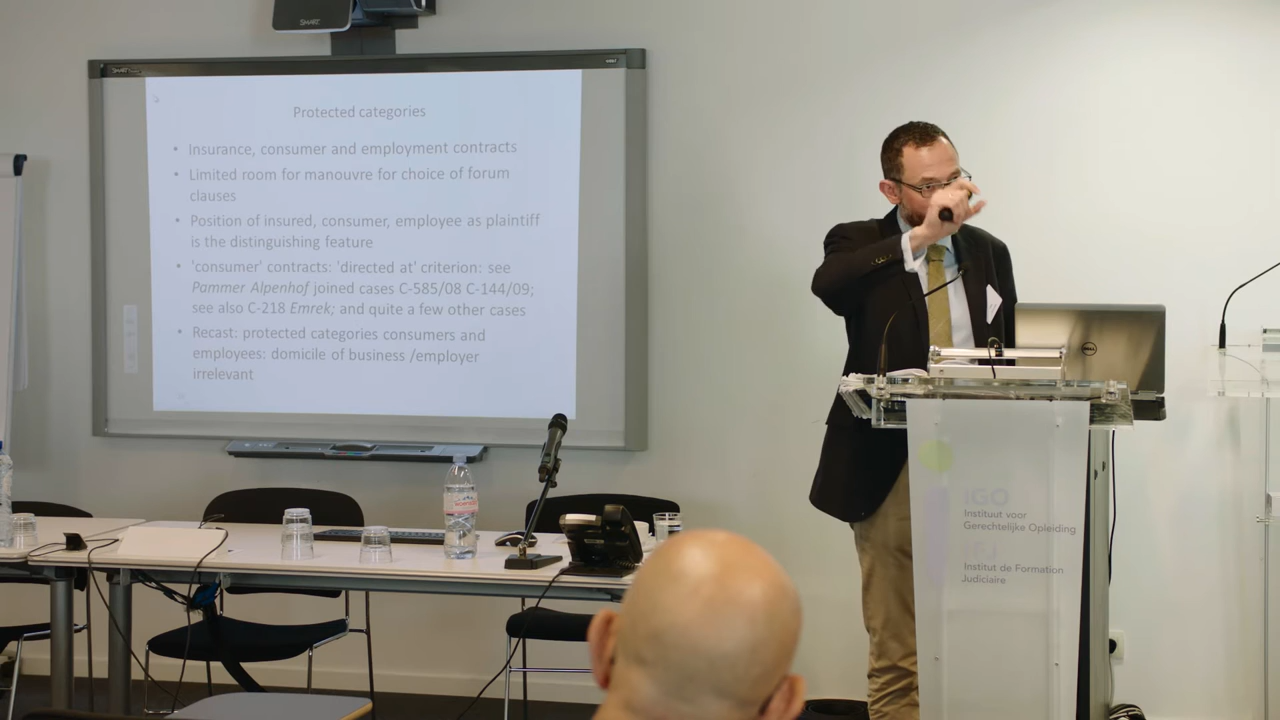 SMART
SMART
Protected categories
• Insurance, consumer and employment contracts
• Limited room for manouvre for choice of forum
clauses
• Position of insured, consumer, employee as plaintiff
is the distinguishing feature
• 'consumer' contracts: 'directed at' criterion: see
Pammer Alpenhof joined cases C-585/08 C-144/09;
see also C-218 Emrek; and quite a few other cases
• Recast: protected categories consumers and
employees: domicile of business /employer
irrelevant
DELL
IGO
Instituut voor
Gerechtelijke Opleiding
IFJ
Institut de Formation
Judiciaire